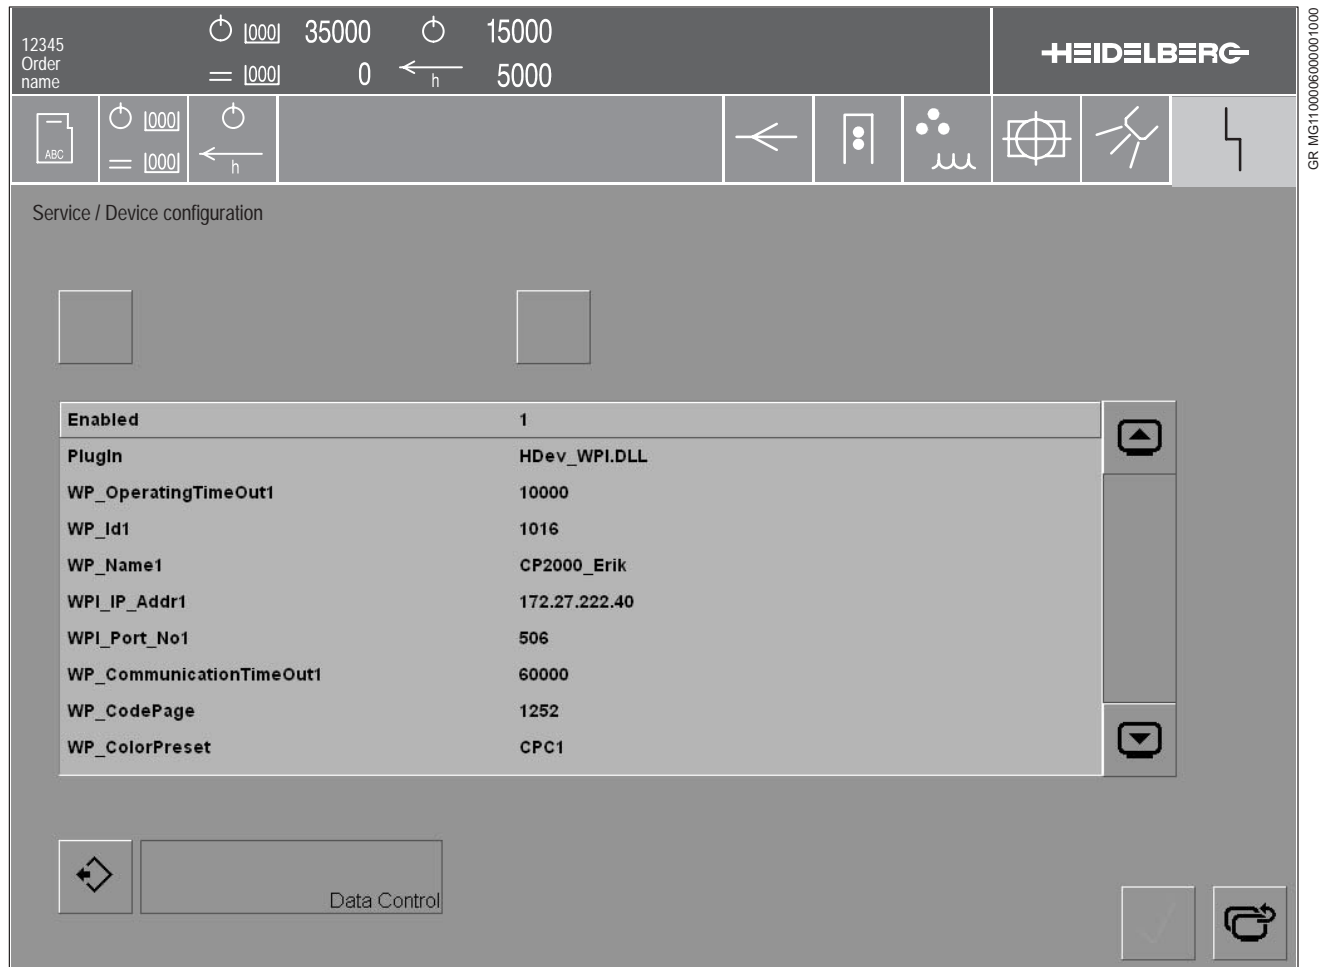 12345
Order
name
000 35000 15000
= 000 0 h 5000
HEIDELBERG
GR MG1100006000001000
ABC
000
= 000 h
Service / Device configuration
Enabled 1
PlugIn HDev_WPI.DLL
WP_OperatingTimeOut1 10000
WP_Id1 1016
WP_Name1 CP2000_Erik
WPI_IP_Addr1 172.27.222.40
WPI_Port_No1 506
WP_CommunicationTimeOut1 60000
WP_CodePage 1252
WP_ColorPreset CPC1
Data Control